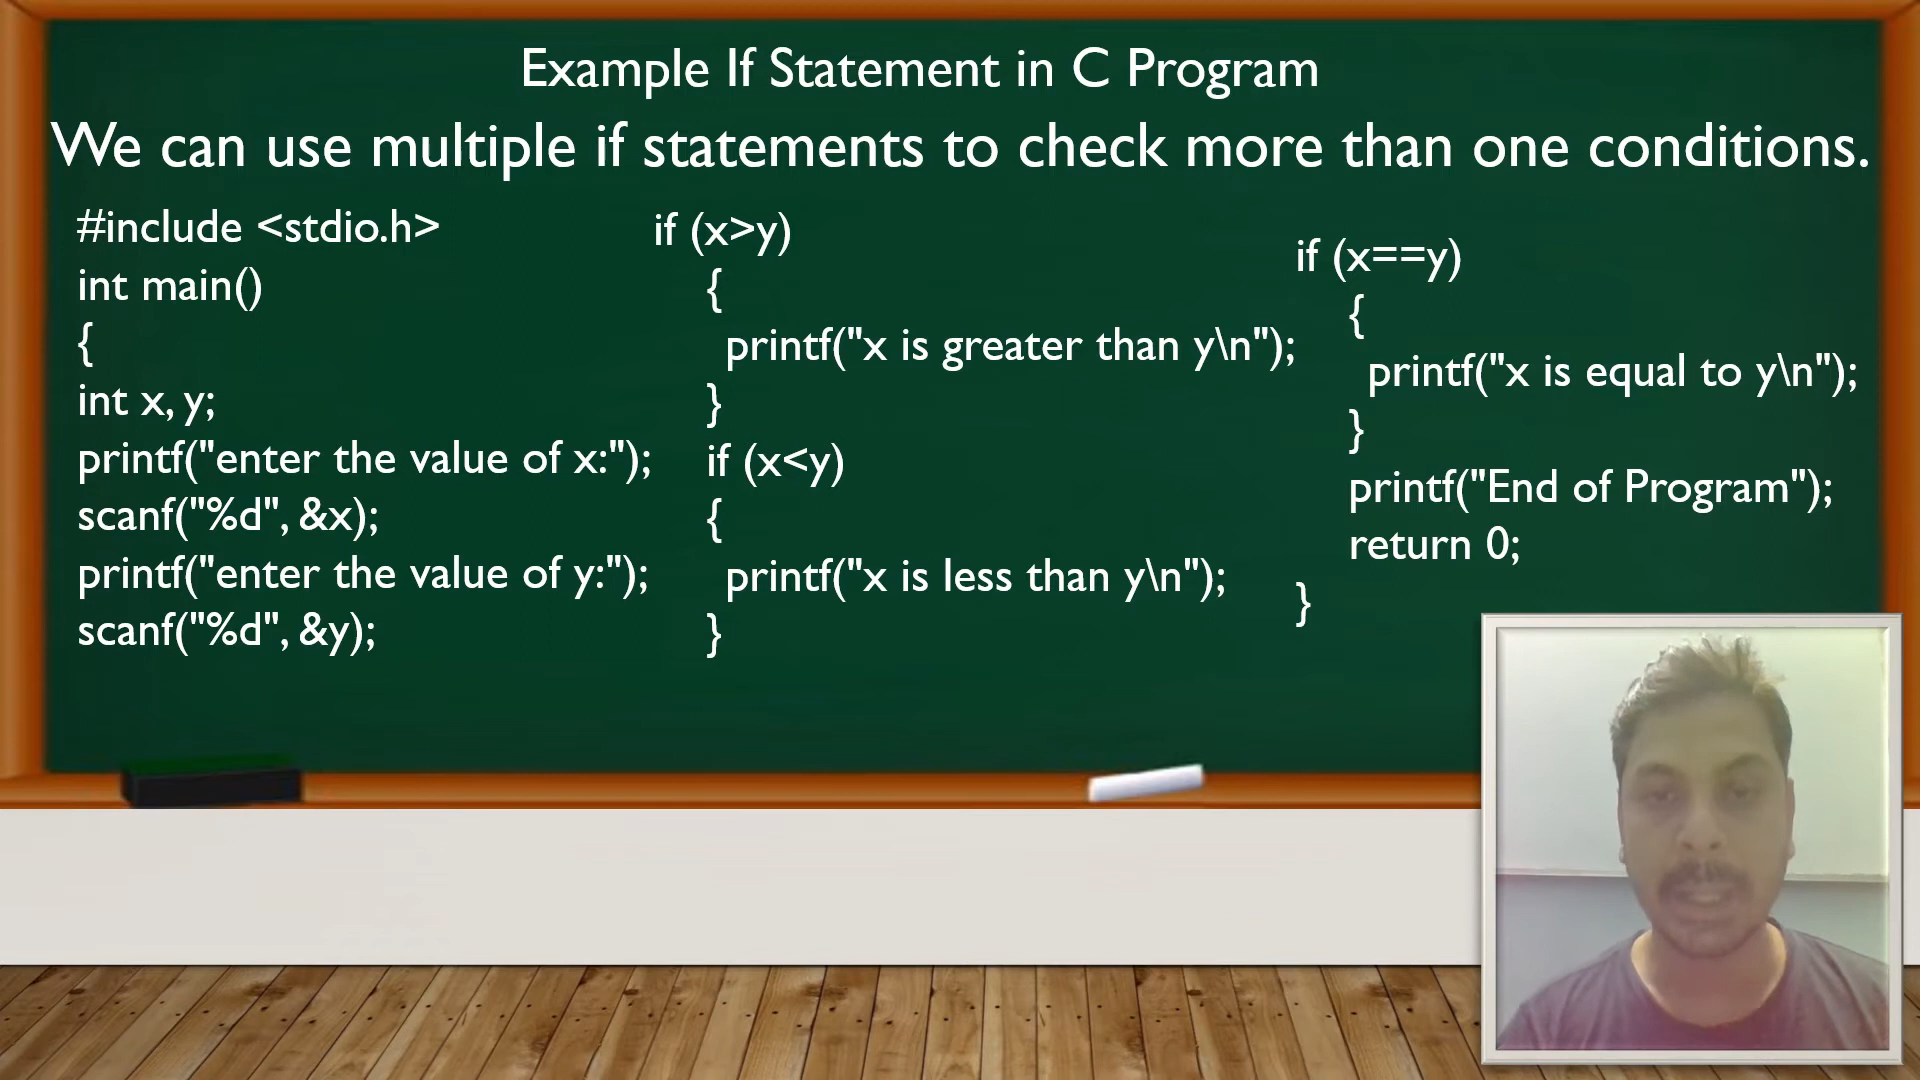 Example If Statement in C Program
We can use multiple if statements to check more than one conditions.
#include <stdio.h>
int main()
{
int x, y;
printf("enter the value of x:");
scanf("%d", &x);
printf("enter the value of y:");
scanf("%d", &y);
if (x>y)
{
printf("x is greater than y\n");
}
if (x<y)
{
printf("x is less than y\n");
}
if (x==y)
{
printf("x is equal to y\n");
}
printf("End of Program");
return 0;
}